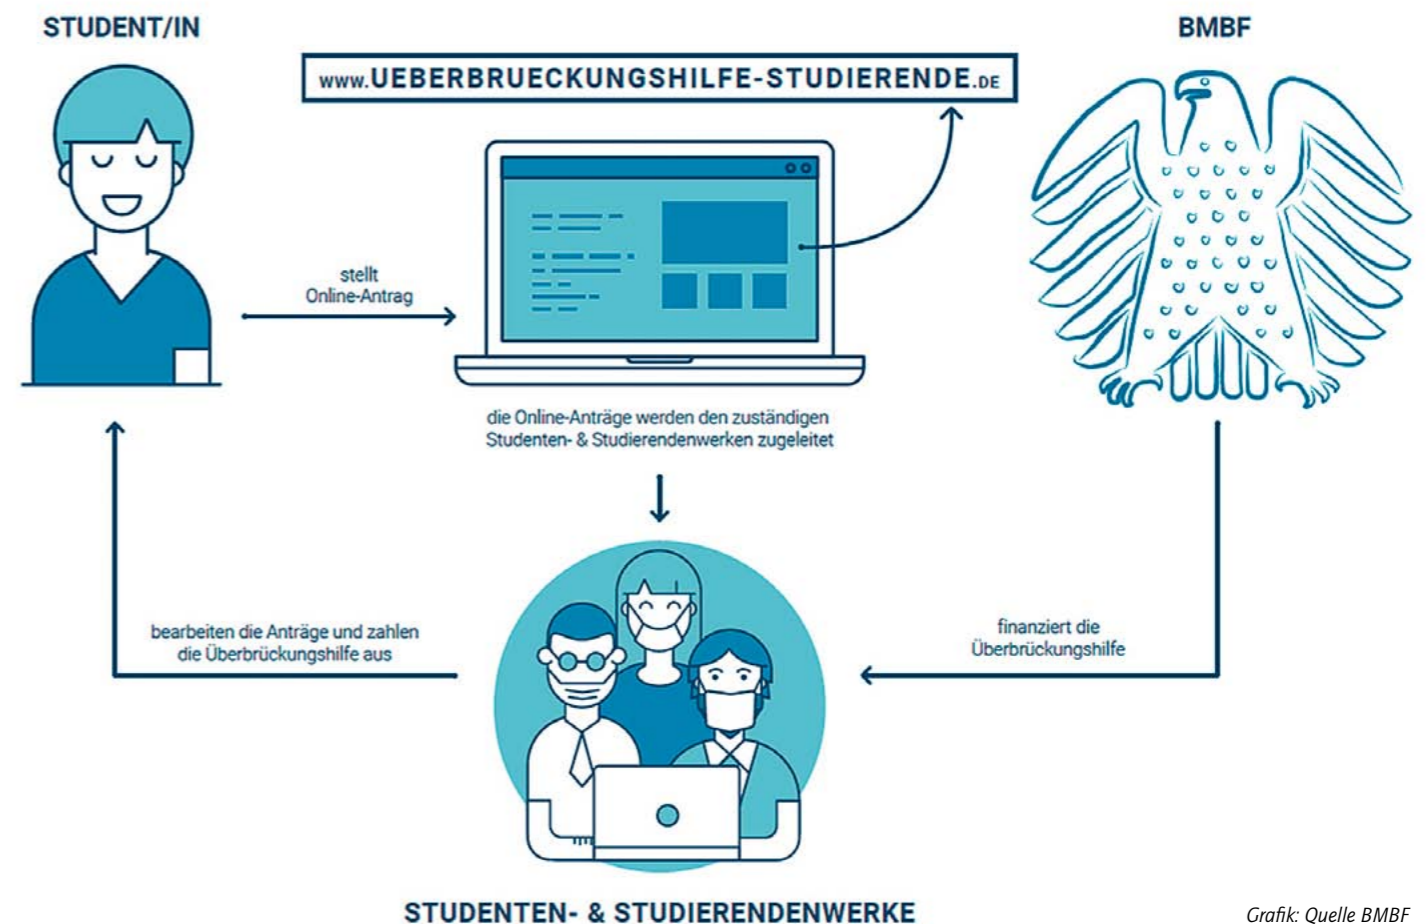 STUDENT/IN
BMBF
www.UEBERBRUECKUNGSHILFE-STUDIERENDE.DE
stellt
Online-Antrag
die Online-Anträge werden den zuständigen
Studenten- & Studierendenwerken zugeleitet
bearbeiten die Anträge und zahlen
die Überbrückungshilfe aus
finanziert die
Überbrückungshilfe
STUDENTEN- & STUDIERENDENWERKE
Grafik: Quelle BMBF